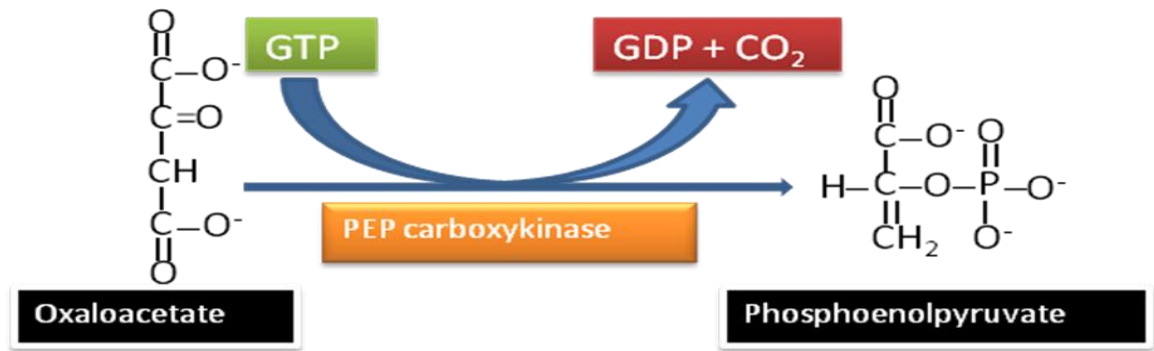 GTP
GDP + CO₂
O
C–O⁻
C=O
CH
C–O⁻
O
PEP carboxykinase
O
C–O⁻ O
H–C–O–P–O⁻
CH₂ O⁻
Oxaloacetate
Phosphoenolpyruvate